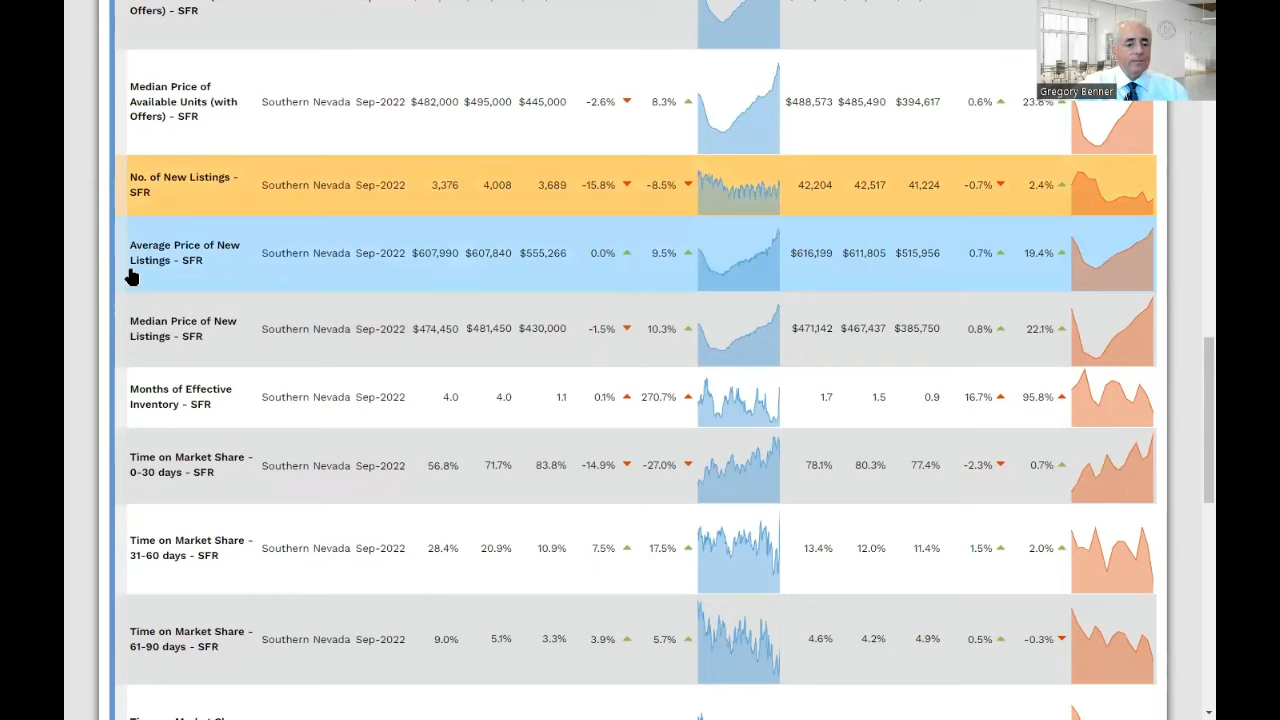 Offers) - SFR
Median Price of
Available Units (with
Offers) - SFR
Southern Nevada Sep-2022 $482,000 $495,000 $445,000 -2.6% 8.3% $488,573 $485,490 $394,617 0.6% 23.8%
Gregory Benner
No. of New Listings -
SFR
Southern Nevada Sep-2022 3,376 4,008 3,689 -15.8% -8.5% 42,204 42,517 41,224 -0.7% 2.4%
Average Price of New
Listings - SFR
Southern Nevada Sep-2022 $607,990 $607,840 $555,266 0.0% 9.5% $616,199 $611,805 $515,956 0.7% 19.4%
Median Price of New
Listings - SFR
Southern Nevada Sep-2022 $474,450 $481,450 $430,000 -1.5% 10.3% $471,142 $467,437 $385,750 0.8% 22.1%
Months of Effective
Inventory - SFR
Southern Nevada Sep-2022 4.0 4.0 1.1 0.1% 270.7% 1.7 1.5 0.9 16.7% 95.8%
Time on Market Share -
0-30 days - SFR
Southern Nevada Sep-2022 56.8% 71.7% 83.8% -14.9% -27.0% 78.1% 80.3% 77.4% -2.3% 0.7%
Time on Market Share -
31-60 days - SFR
Southern Nevada Sep-2022 28.4% 20.9% 10.9% 7.5% 17.5% 13.4% 12.0% 11.4% 1.5% 2.0%
Time on Market Share -
61-90 days - SFR
Southern Nevada Sep-2022 9.0% 5.1% 3.3% 3.9% 5.7% 4.6% 4.2% 4.9% 0.5% -0.3%